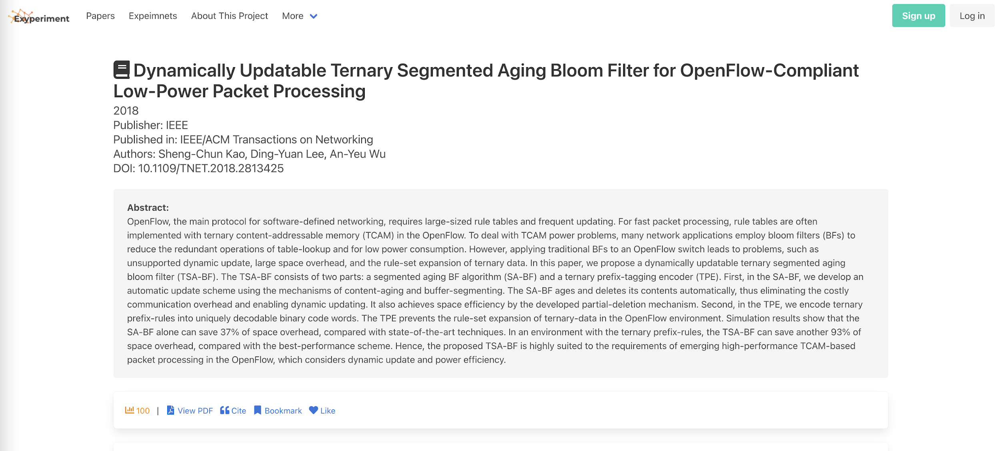 Exyperiment Papers Expeimnets About This Project More Sign up Log in
Dynamically Updatable Ternary Segmented Aging Bloom Filter for OpenFlow-Compliant
Low-Power Packet Processing
2018
Publisher: IEEE
Published in: IEEE/ACM Transactions on Networking
Authors: Sheng-Chun Kao, Ding-Yuan Lee, An-Yeu Wu
DOI: 10.1109/TNET.2018.2813425
Abstract:
OpenFlow, the main protocol for software-defined networking, requires large-sized rule tables and frequent updating. For fast packet processing, rule tables are often
implemented with ternary content-addressable memory (TCAM) in the OpenFlow. To deal with TCAM power problems, many network applications employ bloom filters (BFs) to
reduce the redundant operations of table-lookup and for low power consumption. However, applying traditional BFs to an OpenFlow switch leads to problems, such as
unsupported dynamic update, large space overhead, and the rule-set expansion of ternary data. In this paper, we propose a dynamically updatable ternary segmented aging
bloom filter (TSA-BF). The TSA-BF consists of two parts: a segmented aging BF algorithm (SA-BF) and a ternary prefix-tagging encoder (TPE). First, in the SA-BF, we develop an
automatic update scheme using the mechanisms of content-aging and buffer-segmenting. The SA-BF ages and deletes its contents automatically, thus eliminating the costly
communication overhead and enabling dynamic updating. It also achieves space efficiency by the developed partial-deletion mechanism. Second, in the TPE, we encode ternary
prefix-rules into uniquely decodable binary code words. The TPE prevents the rule-set expansion of ternary-data in the OpenFlow environment. Simulation results show that the
SA-BF alone can save 37% of space overhead, compared with state-of-the-art techniques. In an environment with the ternary prefix-rules, the TSA-BF can save another 93% of
space overhead, compared with the best-performance scheme. Hence, the proposed TSA-BF is highly suited to the requirements of emerging high-performance TCAM-based
packet processing in the OpenFlow, which considers dynamic update and power efficiency.
100 | View PDF Cite Bookmark Like